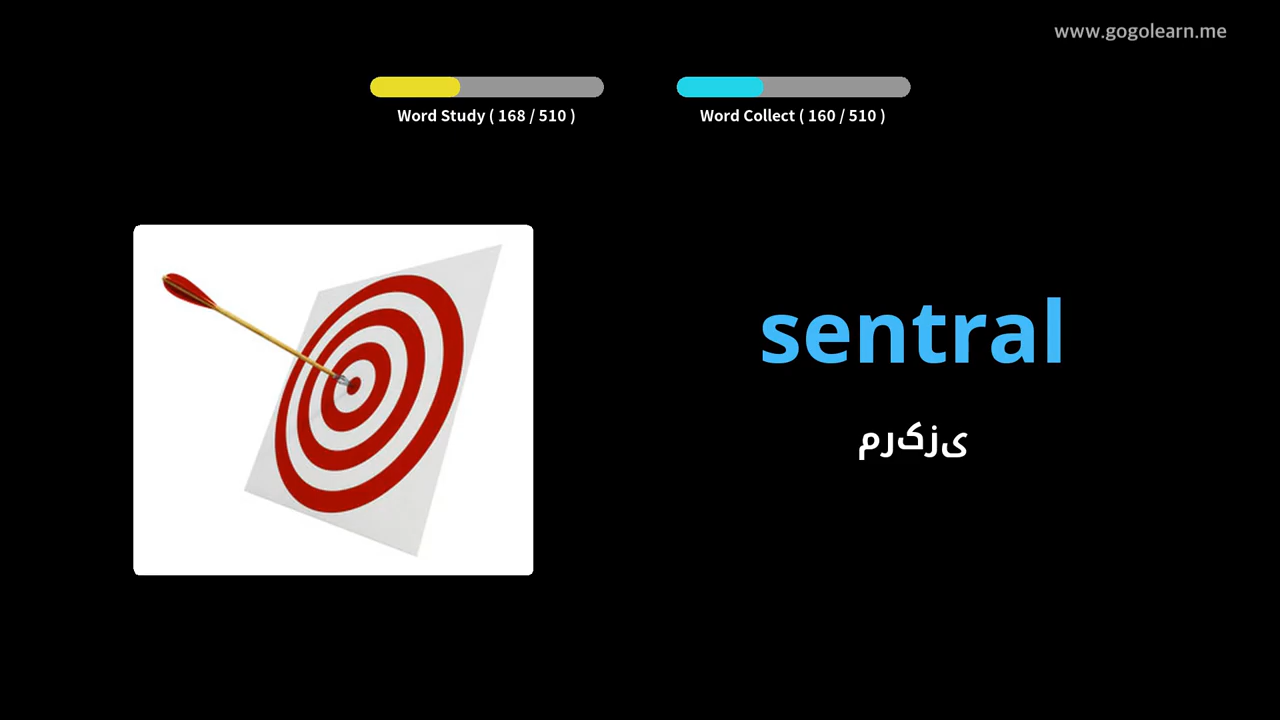 www.gogolearn.me
Word Study ( 168 / 510 )
Word Collect ( 160 / 510 )
sentral
مرکزی